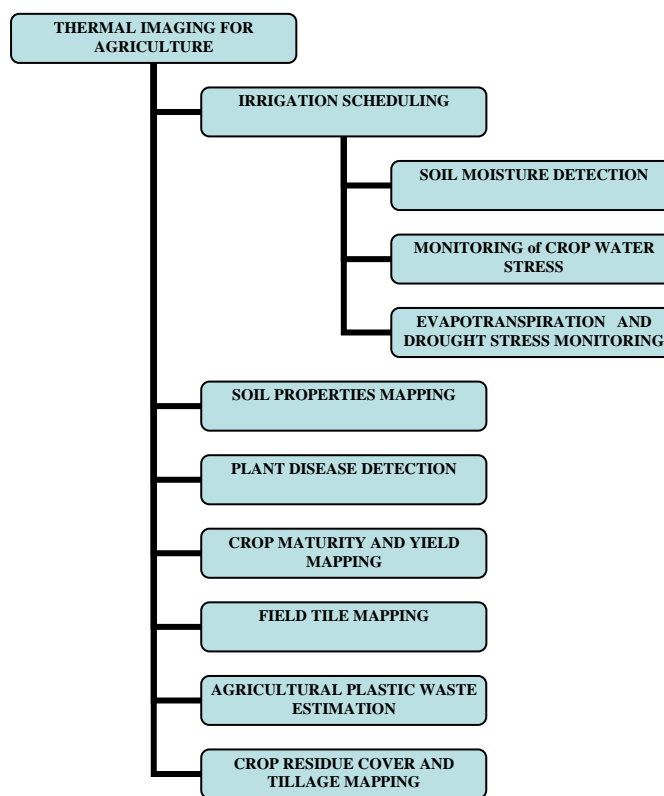 THERMAL IMAGING FOR
AGRICULTURE
IRRIGATION SCHEDULING
SOIL MOISTURE DETECTION
MONITORING of CROP WATER
STRESS
EVAPOTRANSPIRATION AND
DROUGHT STRESS MONITORING
SOIL PROPERTIES MAPPING
PLANT DISEASE DETECTION
CROP MATURITY AND YIELD
MAPPING
FIELD TILE MAPPING
AGRICULTURAL PLASTIC WASTE
ESTIMATION
CROP RESIDUE COVER AND
TILLAGE MAPPING